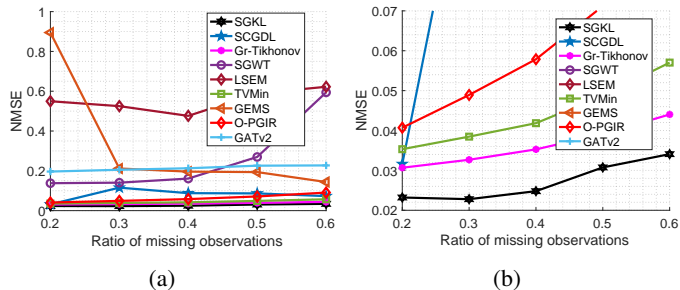 NMSE
1
0.8
0.6
0.4
0.2
0
0.2
0.3
0.4
0.5
0.6
Ratio of missing observations
SGKL
SCGDL
Gr-Tikhonov
SGWT
LSEM
TVMin
GEMS
O-PGIR
GATv2
(a)
NMSE
0.07
0.06
0.05
0.04
0.03
0.02
0.2
0.3
0.4
0.5
0.6
Ratio of missing observations
SGKL
SCGDL
Gr-Tikhonov
SGWT
LSEM
TVMin
GEMS
O-PGIR
GATv2
(b)